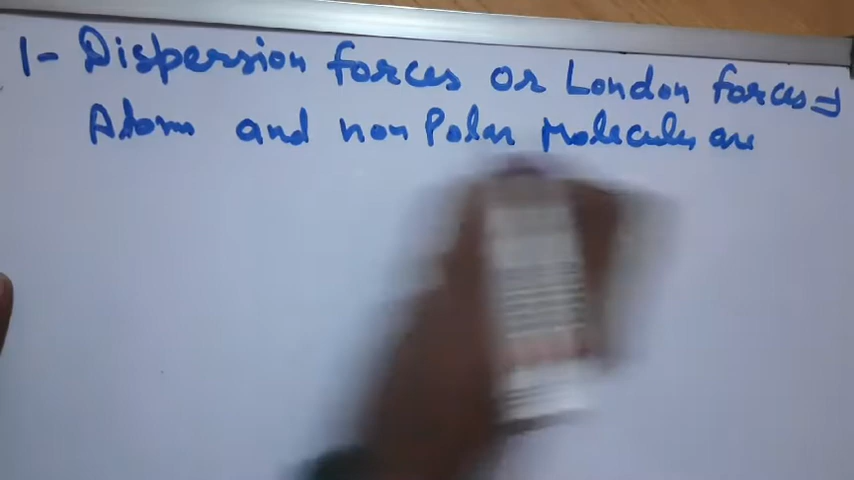 1- Dispersion forces or London forces ⇒
Atom and non Polar Molecules are